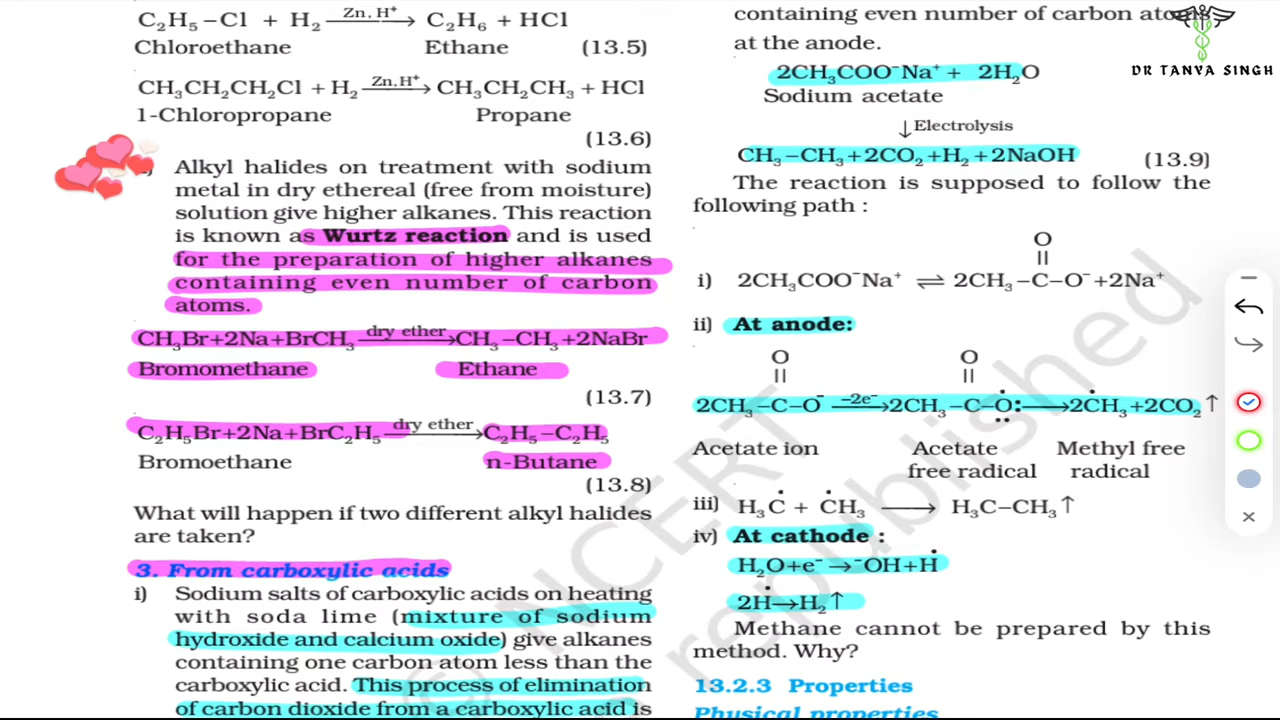 C₂H₅−Cl + H₂ Zn, H⁺ ⟶ C₂H₆ + HCl
Chloroethane Ethane (13.5)
CH₃CH₂CH₂Cl + H₂ Zn, H⁺ ⟶ CH₃CH₂CH₃ + HCl
1-Chloropropane Propane
(13.6)
Alkyl halides on treatment with sodium
metal in dry ethereal (free from moisture)
solution give higher alkanes. This reaction
is known as Wurtz reaction and is used
for the preparation of higher alkanes
containing even number of carbon
atoms.
CH₃Br+2Na+BrCH₃ dry ether ⟶ CH₃−CH₃+2NaBr
Bromomethane Ethane
(13.7)
C₂H₅Br+2Na+BrC₂H₅ dry ether ⟶ C₂H₅−C₂H₅
Bromoethane n-Butane
(13.8)
What will happen if two different alkyl halides
are taken?
3. From carboxylic acids
i) Sodium salts of carboxylic acids on heating
with soda lime (mixture of sodium
hydroxide and calcium oxide) give alkanes
containing one carbon atom less than the
carboxylic acid. This process of elimination
of carbon dioxide from a carboxylic acid is
containing even number of carbon atoms
at the anode.
2CH₃COO⁻Na⁺ + 2H₂O
Sodium acetate
↓Electrolysis
CH₃−CH₃+2CO₂+H₂+2NaOH (13.9)
The reaction is supposed to follow the
following path :
O
||
i) 2CH₃COO⁻Na⁺ ⇌ 2CH₃−C−O⁻+2Na⁺
ii) At anode:
O O
|| ||
2CH₃−C−O⁻ −2e⁻ ⟶ 2CH₃−C−Ȯ: ⟶ 2ĊH₃+2CO₂↑
Acetate ion Acetate Methyl free
free radical radical
iii) H₃Ċ + ĊH₃ ⟶ H₃C−CH₃↑
iv) At cathode :
H₂O+e⁻→⁻OH+Ḣ
2Ḣ→H₂↑
Methane cannot be prepared by this
method. Why?
13.2.3 Properties
Physical properties
DR TANYA SINGH
© NCERT
republished